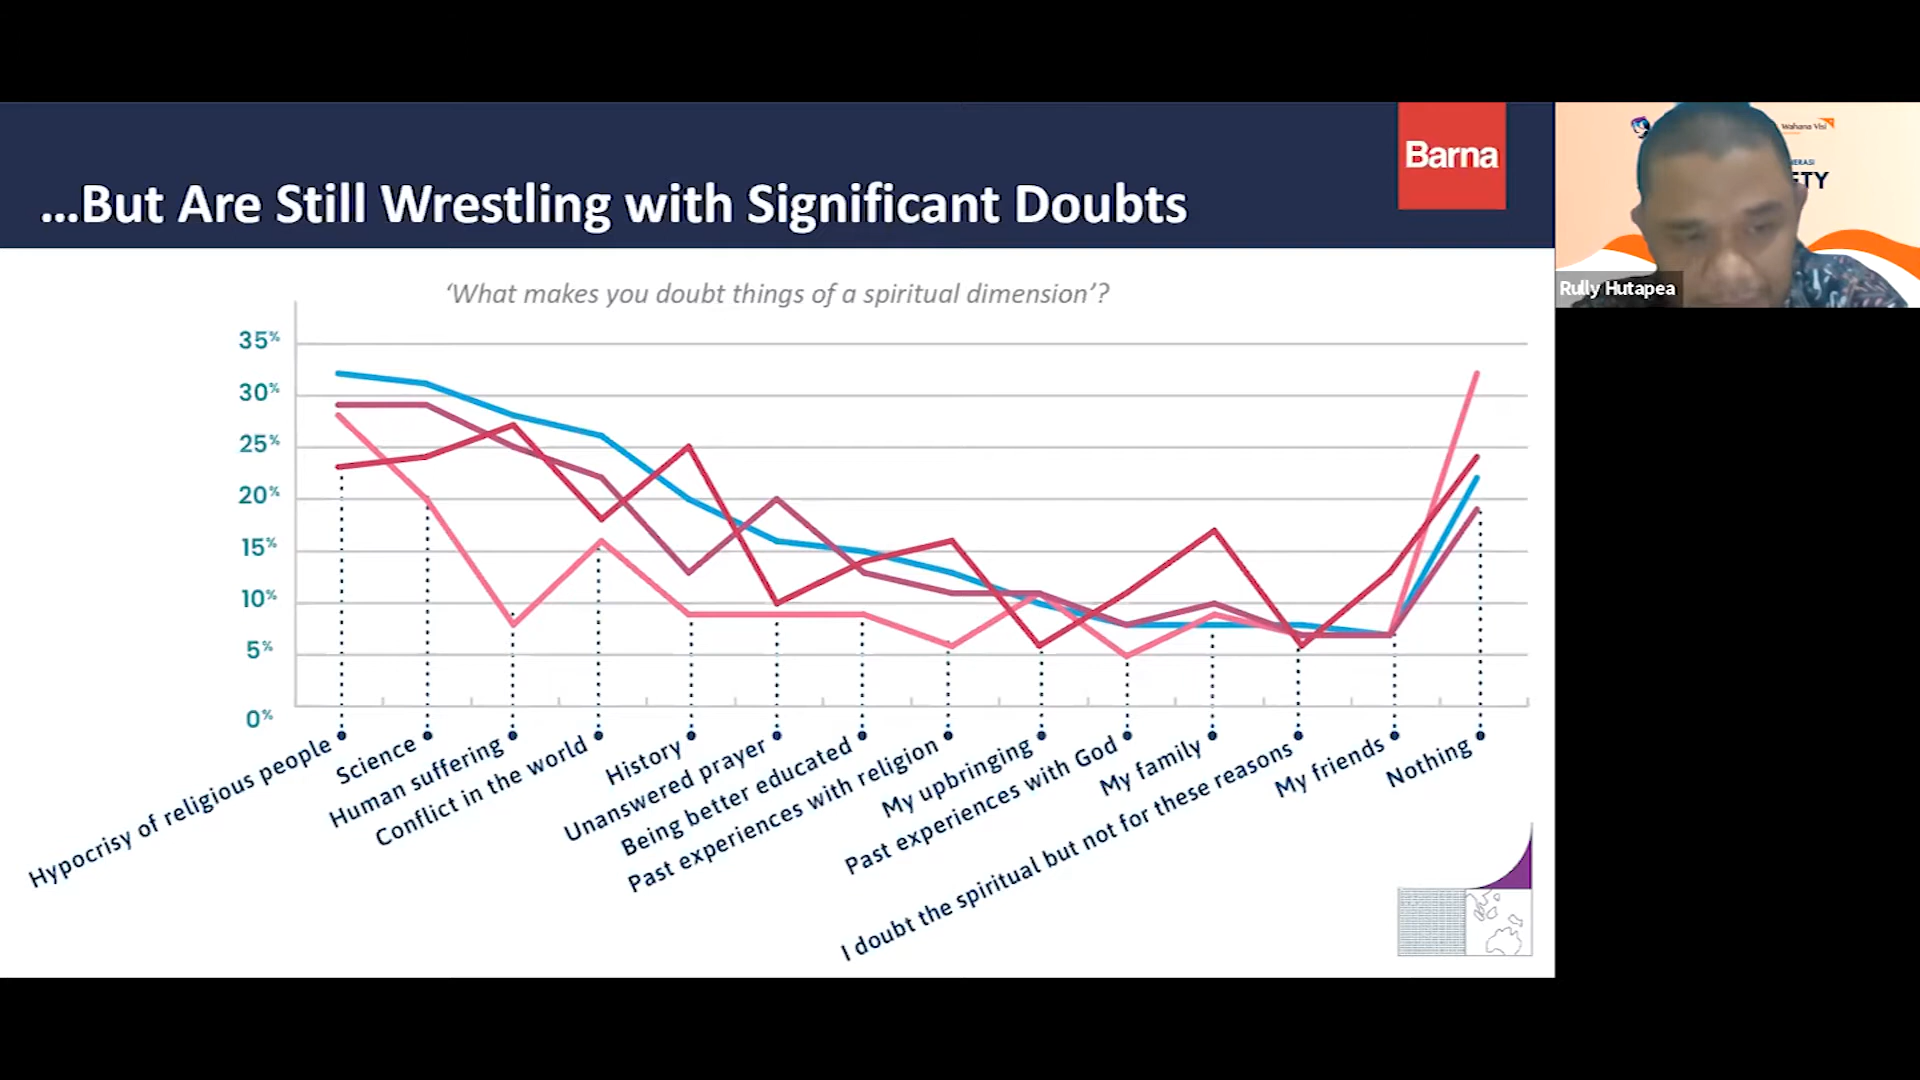 Barna
...But Are Still Wrestling with Significant Doubts
Wahana Visi
Rully Hutapea
‘What makes you doubt things of a spiritual dimension’?
35%
30%
25%
20%
15%
10%
5%
0%
Hypocrisy of religious people
Science
Human suffering
Conflict in the world
History
Unanswered prayer
Being better educated
Past experiences with religion
My upbringing
Past experiences with God
My family
I doubt the spiritual but not for these reasons
My friends
Nothing